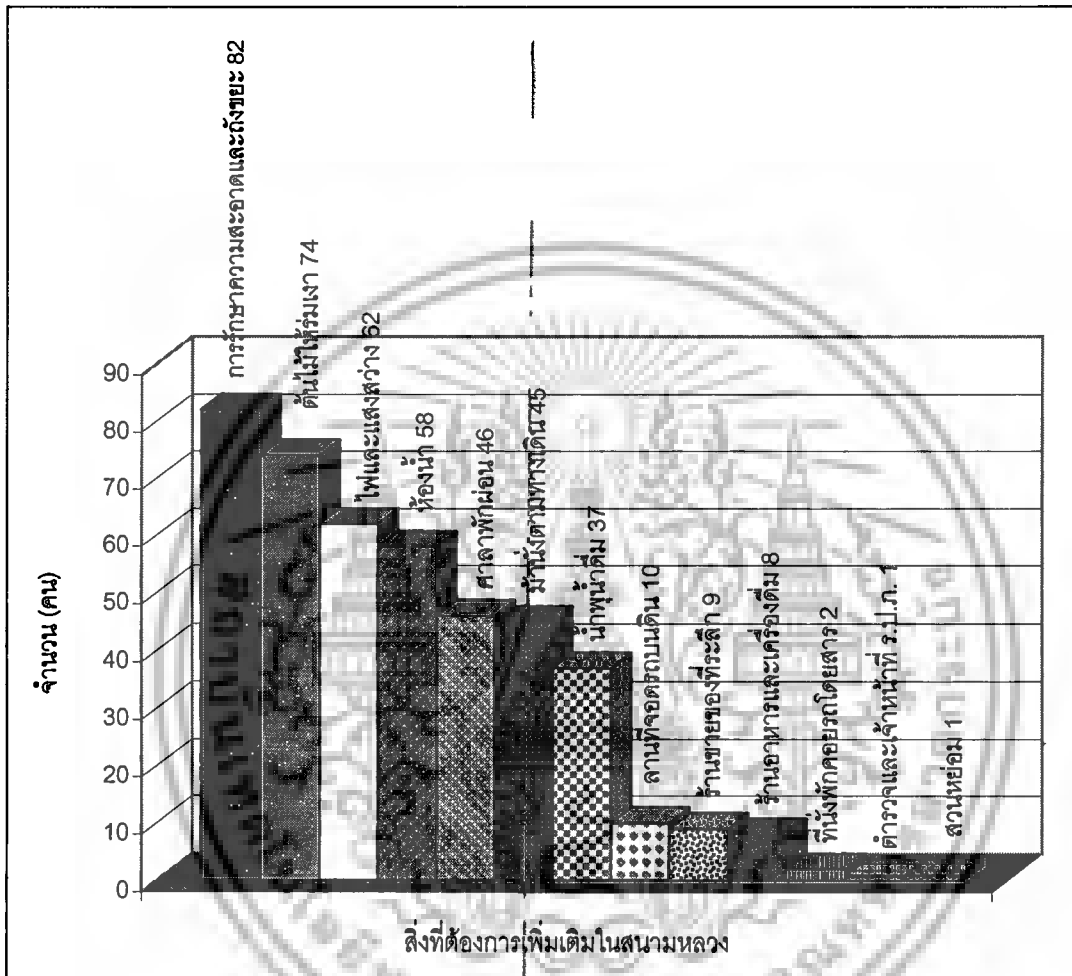 จำนวน (คน)
90
80
70
60
50
40
30
20
10
0
การรักษาความสะอาดและถังขยะ 82
ต้นไม้ให้ร่มเงา 74
ไฟและแสงสว่าง 62
ห้องน้ำ 58
ศาลาพักผ่อน 46
ม้านั่งตามทางเดิน 45
น้ำพุน้ำดื่ม 37
ลานที่จอดรถบนดิน 10
ร้านขายของที่ระลึก 9
ร้านอาหารและเครื่องดื่ม 8
ที่นั่งพักคอยรถโดยสาร 2
ตำรวจและเจ้าหน้าที่ ร.ป.ภ. 1
สวนหย่อม 1
สิ่งที่ต้องการเพิ่มเติมในสนามหลวง